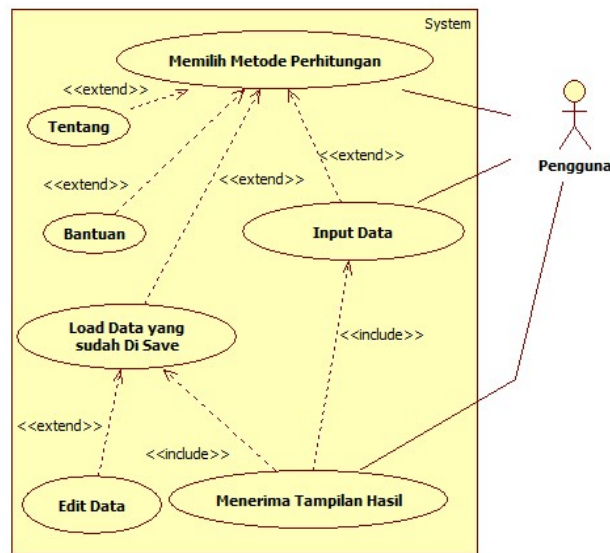 System
Memilih Metode Perhitungan
<<extend>>
Tentang
<<extend>>
<<extend>>
<<extend>>
Pengguna
Bantuan
Input Data
Load Data yang
sudah Di Save
<<include>>
<<extend>>
<<include>>
Edit Data
Menerima Tampilan Hasil